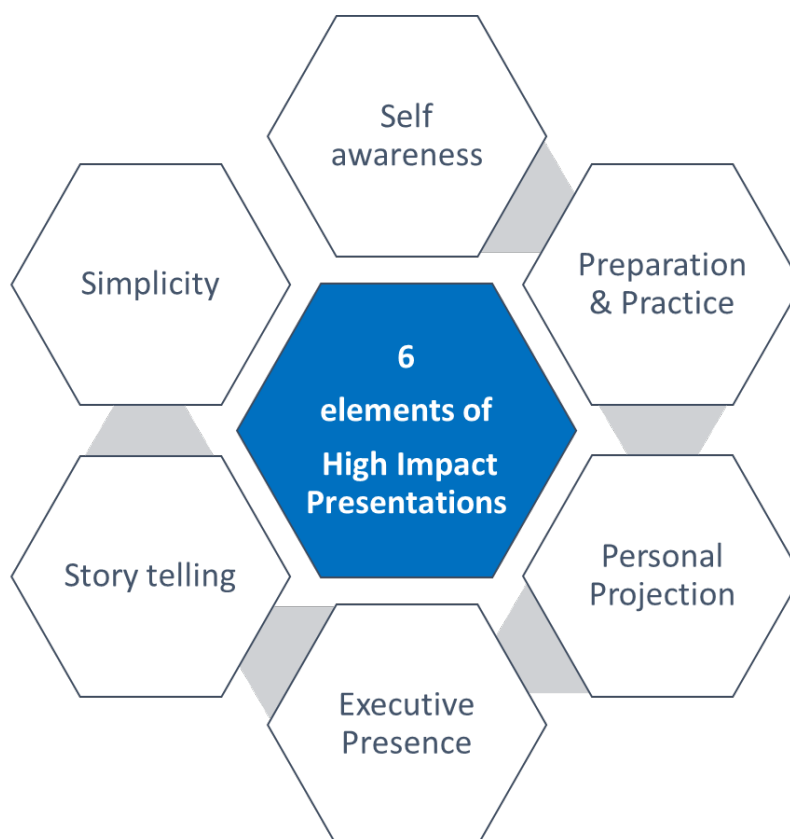 Self
awareness
Preparation
& Practice
Personal
Projection
Executive
Presence
Story telling
Simplicity
6
elements of
High Impact
Presentations